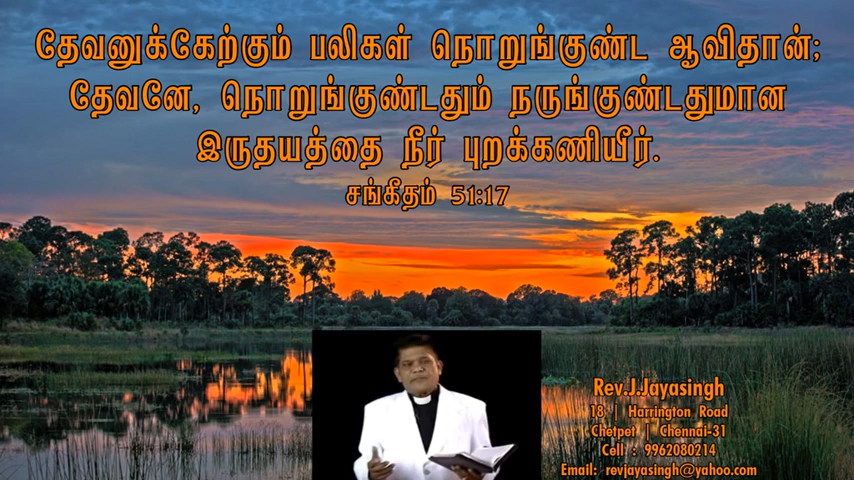 தேவனுக்கேற்கும் பலிகள் நொறுங்குண்ட ஆவிதான்;
தேவனே, நொறுங்குண்டதும் நருங்குண்டதுமான
இருதயத்தை நீர் புறக்கணியீர்.
சங்கீதம் 51:17
Rev.J.Jayasingh
18 | Harrington Road
Chetpet | Chennai-31
Cell : 9962080214
Email: revjayasingh@yahoo.com